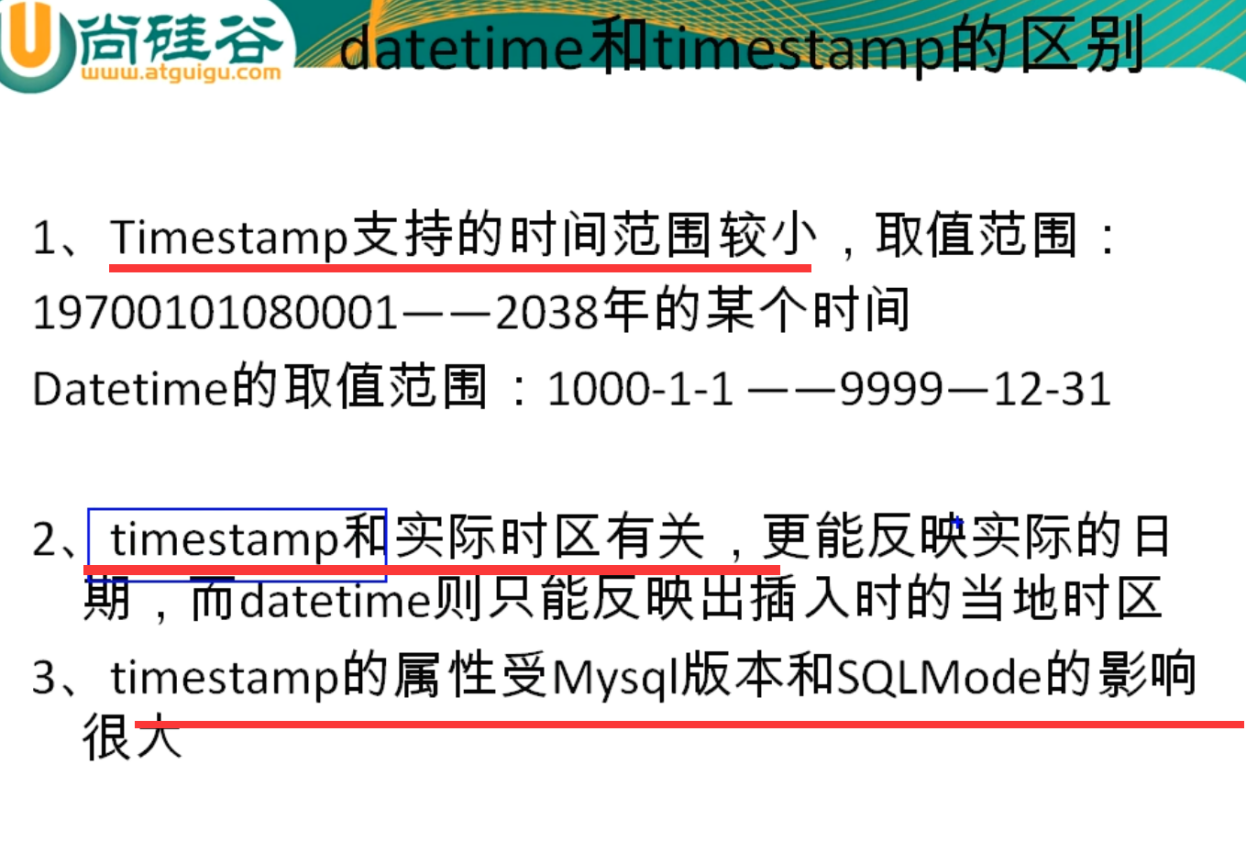 尚硅谷
www.atguigu.com
datetime和timestamp的区别
1、Timestamp支持的时间范围较小，取值范围：
19700101080001——2038年的某个时间
Datetime的取值范围：1000-1-1 ——9999—12-31
2、timestamp和实际时区有关，更能反映实际的日
期，而datetime则只能反映出插入时的当地时区
3、timestamp的属性受Mysql版本和SQLMode的影响
很大